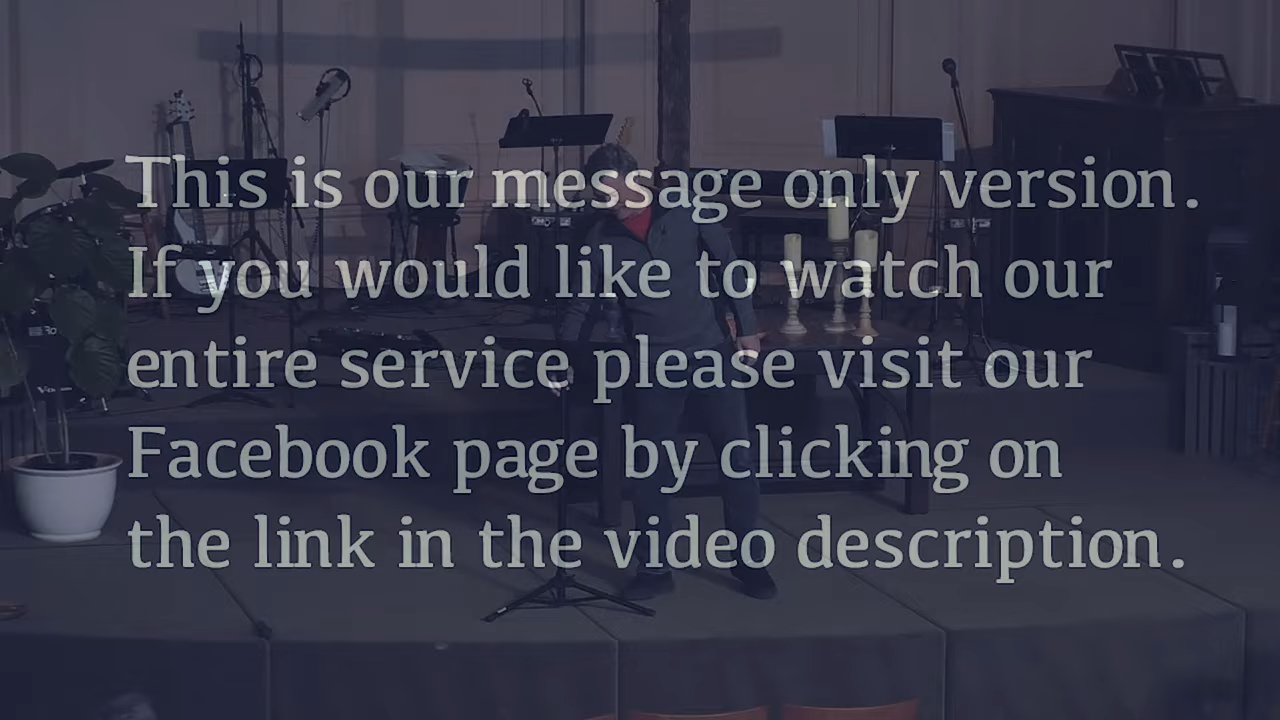 This is our message only version.
If you would like to watch our
entire service please visit our
Facebook page by clicking on
the link in the video description.